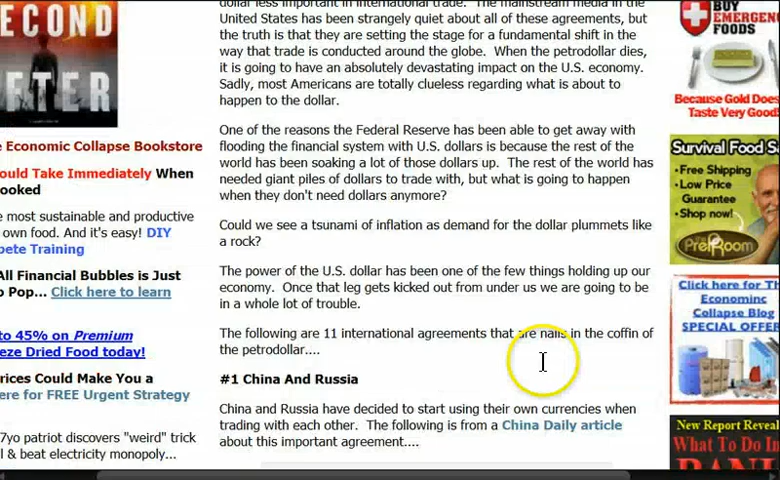 ECOND
FTER
e Economic Collapse Bookstore
ould Take Immediately When
ooked
e most sustainable and productive
own food. And it's easy! DIY
pete Training
All Financial Bubbles is Just
o Pop... Click here to learn
to 45% on Premium
eze Dried Food today!
rices Could Make You a
ere for FREE Urgent Strategy
7yo patriot discovers "weird" trick
l & beat electricity monopoly...
dollar less important in international trade. The mainstream media in the
United States has been strangely quiet about all of these agreements, but
the truth is that they are setting the stage for a fundamental shift in the
way that trade is conducted around the globe. When the petrodollar dies,
it is going to have an absolutely devastating impact on the U.S. economy.
Sadly, most Americans are totally clueless regarding what is about to
happen to the dollar.
One of the reasons the Federal Reserve has been able to get away with
flooding the financial system with U.S. dollars is because the rest of the
world has been soaking a lot of those dollars up. The rest of the world has
needed giant piles of dollars to trade with, but what is going to happen
when they don't need dollars anymore?
Could we see a tsunami of inflation as demand for the dollar plummets like
a rock?
The power of the U.S. dollar has been one of the few things holding up our
economy. Once that leg gets kicked out from under us we are going to be
in a whole lot of trouble.
The following are 11 international agreements that are nails in the coffin of
the petrodollar....
#1 China And Russia
China and Russia have decided to start using their own currencies when
trading with each other. The following is from a China Daily article
about this important agreement....
BUY
EMERGEN
FOODS
Because Gold Does
Taste Very Good!
Survival Food S
•Free Shipping
•Low Price
Guarantee
•Shop now!
PrepRoom
Click here for Th
Econominc
Collapse Blog
SPECIAL OFFER
New Report Reveal
What To Do In